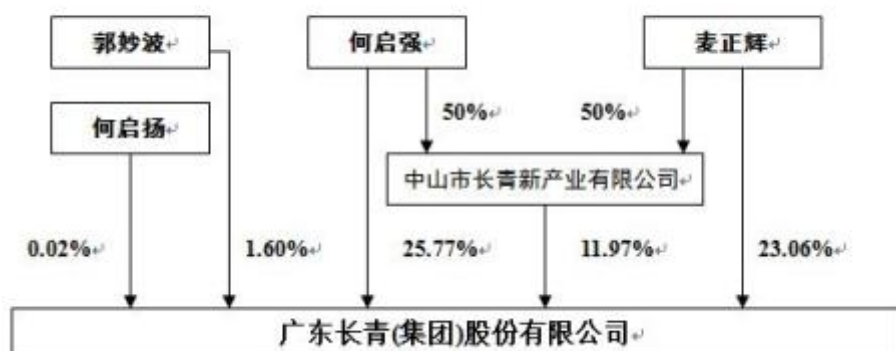 郭妙波
何启强
麦正辉
何启扬
50%
50%
中山市长青新产业有限公司
0.02%
1.60%
25.77%
11.97%
23.06%
广东长青(集团)股份有限公司